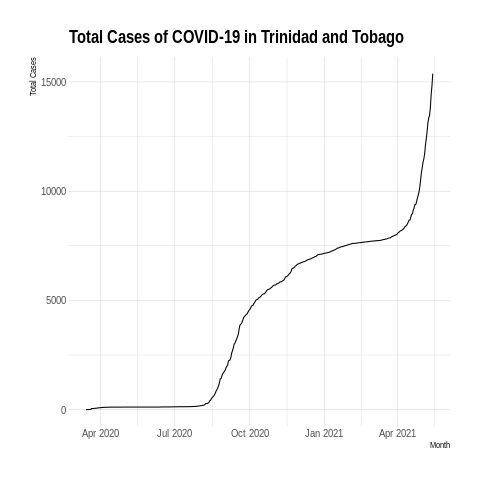 Total Cases of COVID-19 in Trinidad and Tobago
Total Cases
15000
10000
5000
0
Apr 2020 Jul 2020 Oct 2020 Jan 2021 Apr 2021
Month